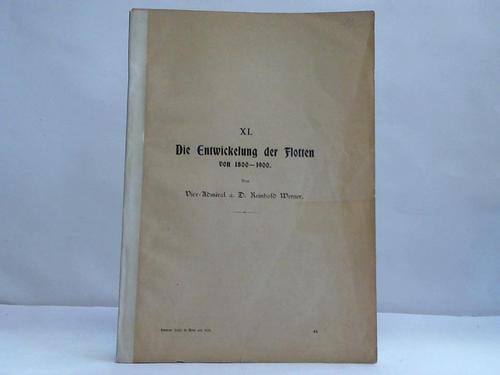 XI.
Die Entwickelung der Flotten
von 1800—1900.
Von
Vice-Admiral a. D. Reinhold Werner.